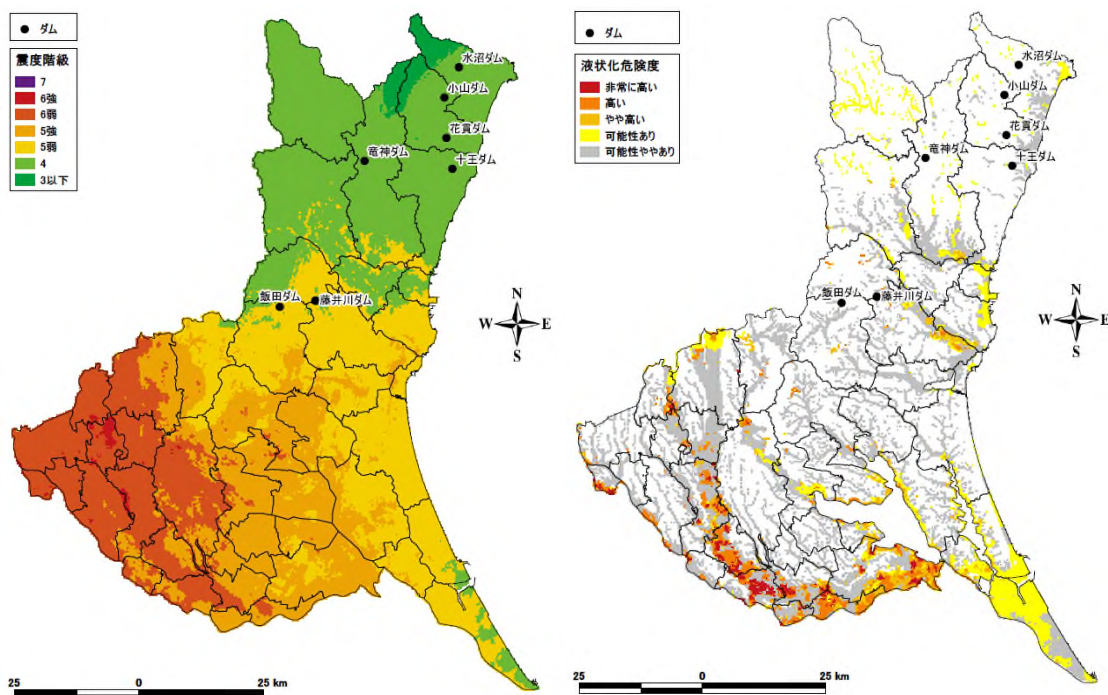 ダム
震度階級
7
6強
6弱
5強
5弱
4
3以下
水沼ダム
小山ダム
花貫ダム
竜神ダム
十王ダム
飯田ダム
藤井川ダム
N
W
E
S
25
0
25 km
ダム
液状化危険度
非常に高い
高い
やや高い
可能性あり
可能性ややあり
水沼ダム
小山ダム
花貫ダム
竜神ダム
十王ダム
飯田ダム
藤井川ダム
N
W
E
S
25
0
25 km